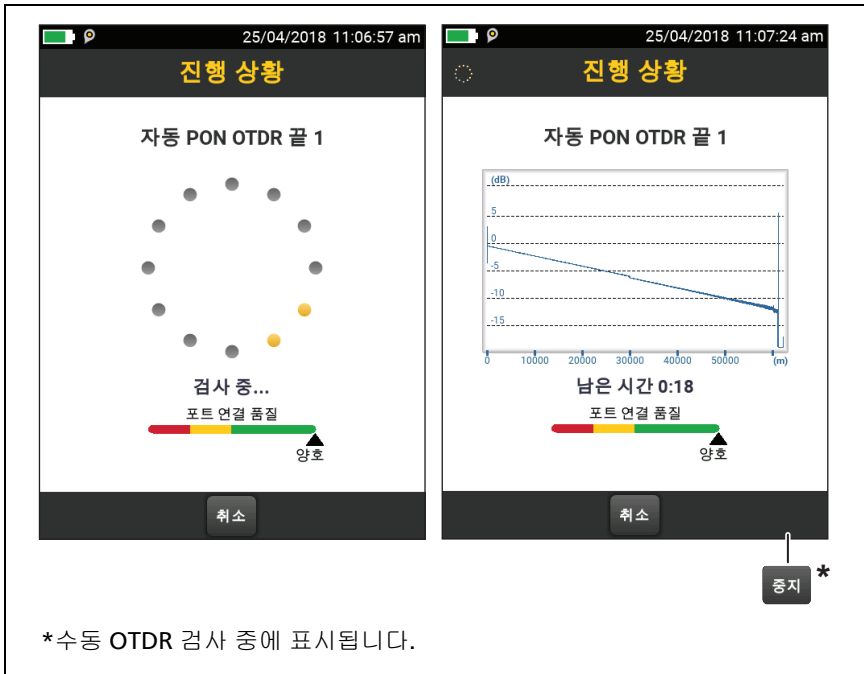 25/04/2018 11:06:57 am
진행 상황
자동 PON OTDR 끝 1
검사 중...
포트 연결 품질
양호
취소
25/04/2018 11:07:24 am
진행 상황
자동 PON OTDR 끝 1
(dB)
5
0
-5
-10
-15
0 10000 20000 30000 40000 50000 (m)
남은 시간 0:18
포트 연결 품질
양호
취소
중지 *
*수동 OTDR 검사 중에 표시됩니다.